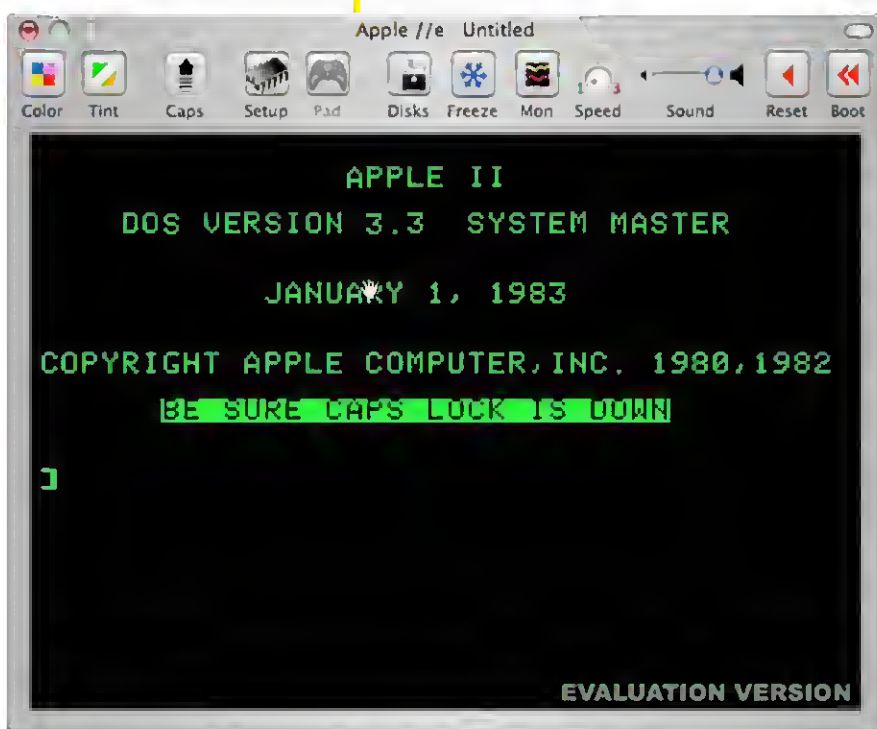 Apple //e Untitled
1 3
Color Tint Caps Setup Pad Disks Freeze Mon Speed Sound Reset Boot
APPLE II
DOS VERSION 3.3 SYSTEM MASTER
JANUARY 1, 1983
COPYRIGHT APPLE COMPUTER,INC. 1980,1982
BE SURE CAPS LOCK IS DOWN
]
EVALUATION VERSION